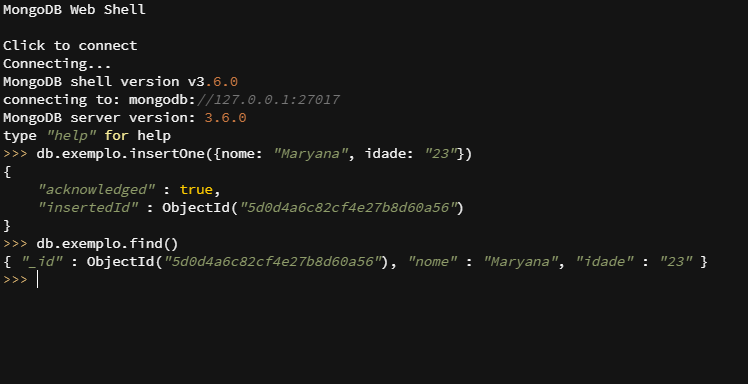 MongoDB Web Shell
Click to connect
Connecting...
MongoDB shell version v3.6.0
connecting to: mongodb://127.0.0.1:27017
MongoDB server version: 3.6.0
type "help" for help
>>> db.exemplo.insertOne({nome: "Maryana", idade: "23"})
{
    "acknowledged" : true,
    "insertedId" : ObjectId("5d0d4a6c82cf4e27b8d60a56")
}
>>> db.exemplo.find()
{ "_id" : ObjectId("5d0d4a6c82cf4e27b8d60a56"), "nome" : "Maryana", "idade" : "23" }
>>>